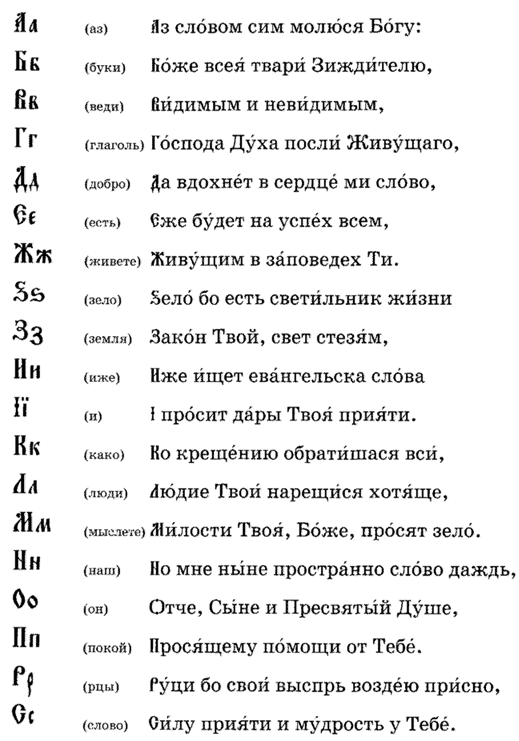 Аа (аз) Аз сло́вом сим молю́ся Бо́гу:
Бб (буки) Бо́же всея́ твари́ Зижди́телю,
Вв (веди) Ви́димым и неви́димым,
Гг (глаголь) Го́спода Ду́ха посли́ Живу́щаго,
Дд (добро) Да вдохне́т в сердце́ ми сло́во,
Єє (есть) Єже бу́дет на успе́х всем,
Жж (живете) Живу́щим в за́поведех Ти.
Ѕѕ (зело) Ѕело́ бо есть свети́льник жи́зни
Зз (земля) Зако́н Твой, свет стезя́м,
Ии (иже) Иже и́щет ева́нгельска сло́ва
Її (и) І про́сит да́ры Твоя́ прия́ти.
Кк (како) Ко креще́нию обрати́шася вси́,
Лл (люди) Лю́дие Твои́ нарещи́ся хотя́ще,
Мм (мыслете) Ми́лости Твоя́, Бо́же, про́сят зело́.
Нн (наш) Но мне ны́не простра́нно сло́во даждь,
Оо (он) Отче, Сы́не и Пресвяты́й Ду́ше,
Пп (покой) Прося́щему по́мощи от Тебе́.
Рр (рцы) Ру́ци бо свои́ выспрь возде́ю при́сно,
Сс (слово) Си́лу прия́ти и му́дрость у Тебе́.